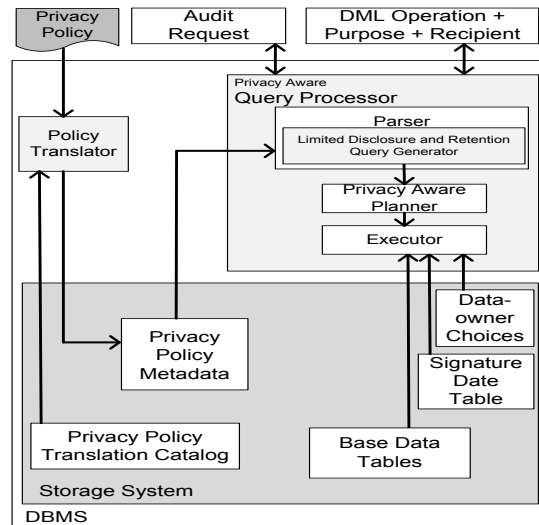 Privacy
Policy
Audit
Request
DML Operation +
Purpose + Recipient
Privacy Aware
Query Processor
Parser
Limited Disclosure and Retention
Query Generator
Policy
Translator
Privacy Aware
Planner
Executor
Data-
owner
Choices
Privacy
Policy
Metadata
Signature
Date
Table
Privacy Policy
Translation Catalog
Base Data
Tables
Storage System
DBMS